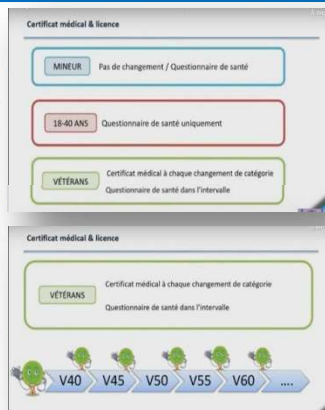 Certificat médical & licence
MINEUR
Pas de changement / Questionnaire de santé
18-40 ANS
Questionnaire de santé uniquement
VÉTÉRANS
Certificat médical à chaque changement de catégorie
Questionnaire de santé dans l'intervalle
Certificat médical & licence
VÉTÉRANS
Certificat médical à chaque changement de catégorie
Questionnaire de santé dans l'intervalle
V40 V45 V50 V55 V60 ....